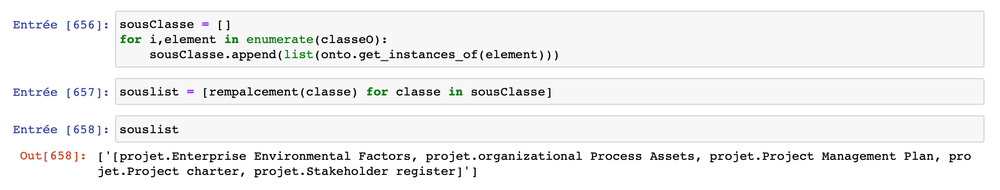 Entrée [656]: sousClasse = []
for i,element in enumerate(classeO):
    sousClasse.append(list(onto.get_instances_of(element)))
Entrée [657]: souslist = [rempalcement(classe) for classe in sousClasse]
Entrée [658]: souslist
Out[658]: ['[projet.Enterprise Environmental Factors, projet.organizational Process Assets, projet.Project Management Plan, pro
jet.Project charter, projet.Stakeholder register]']